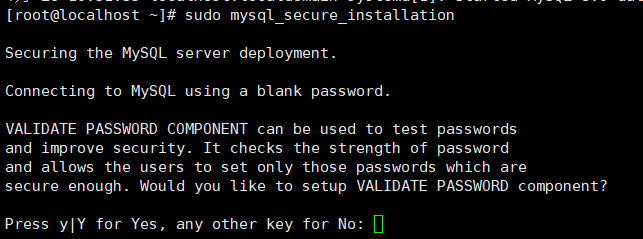 [root@localhost ~]# sudo mysql_secure_installation
Securing the MySQL server deployment.
Connecting to MySQL using a blank password.
VALIDATE PASSWORD COMPONENT can be used to test passwords
and improve security. It checks the strength of password
and allows the users to set only those passwords which are
secure enough. Would you like to setup VALIDATE PASSWORD component?
Press y|Y for Yes, any other key for No: